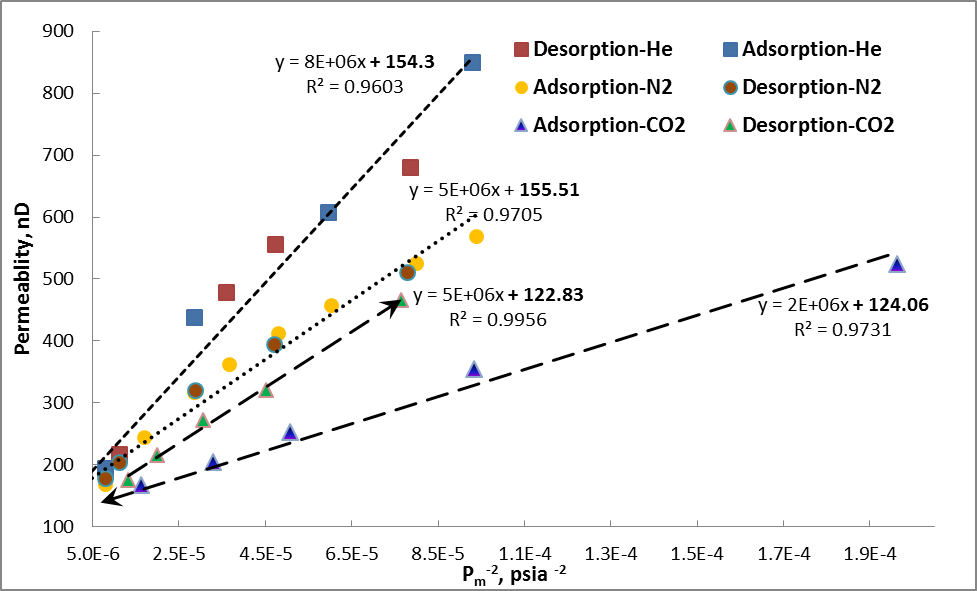 900
800
700
600
500
400
300
200
100
Permeablity, nD
Desorption-He
Adsorption-He
Adsorption-N2
Desorption-N2
Adsorption-CO2
Desorption-CO2
y = 8E+06x + 154.3
R² = 0.9603
y = 5E+06x + 155.51
R² = 0.9705
y = 5E+06x + 122.83
R² = 0.9956
y = 2E+06x + 124.06
R² = 0.9731
5.0E-6 2.5E-5 4.5E-5 6.5E-5 8.5E-5 1.1E-4 1.3E-4 1.5E-4 1.7E-4 1.9E-4
Pm-2, psia -2